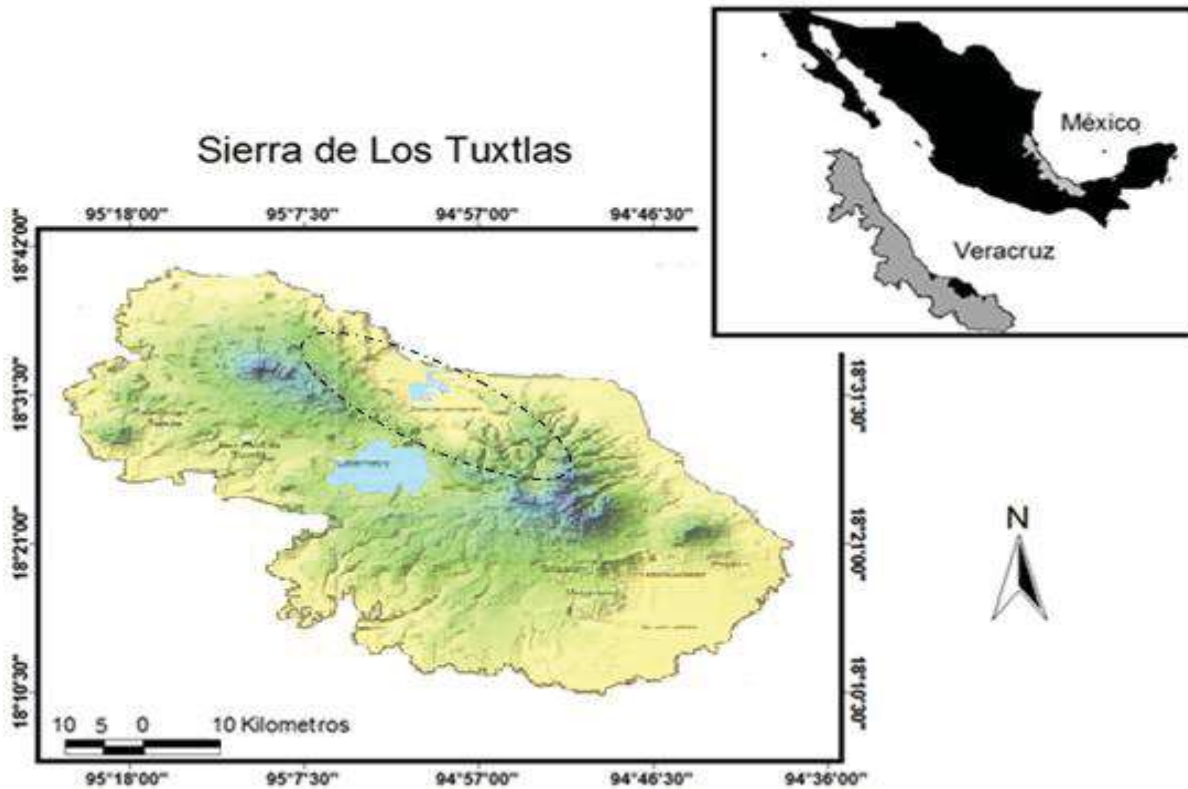 México
Veracruz
Sierra de Los Tuxtlas
95°18'00" 95°7'30" 94°57'00" 94°46'30"
18°42'00"
18°31'30" 18°31'30"
18°21'00" 18°21'00"
N
18°10'30" 18°10'30"
10 5 0 10 Kilometros
95°18'00" 95°7'30" 94°57'00" 94°46'30" 94°36'00"